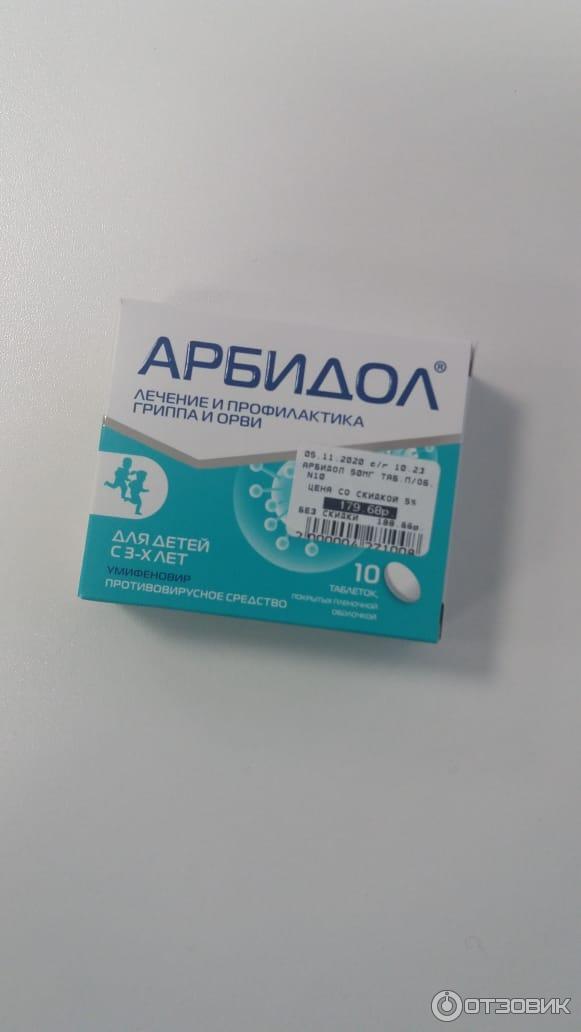 АРБИДОЛ®
ЛЕЧЕНИЕ И ПРОФИЛАКТИКА
ГРИППА И ОРВИ
05.11.2020 с/г 10.23
АРБИДОЛ 50МГ ТАБ.П/ОБ.
N10
ЦЕНА СО СКИДКОЙ 5%
179.68р
БЕЗ СКИДКИ
ДЛЯ ДЕТЕЙ
С 3-Х ЛЕТ
УМИФЕНОВИР
ПРОТИВОВИРУСНОЕ СРЕДСТВО
10
ТАБЛЕТОК,
ПОКРЫТЫХ ПЛЕНОЧНОЙ
ОБОЛОЧКОЙ
ОТЗОВИК